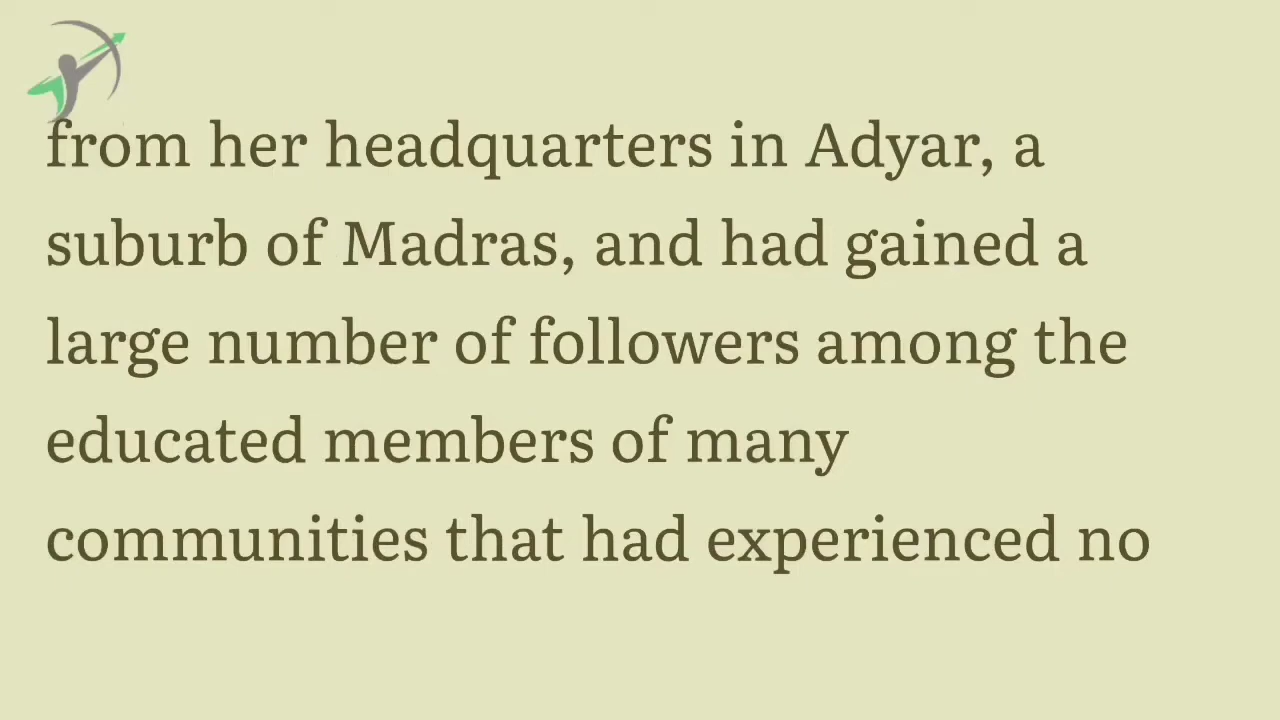 from her headquarters in Adyar, a
suburb of Madras, and had gained a
large number of followers among the
educated members of many
communities that had experienced no